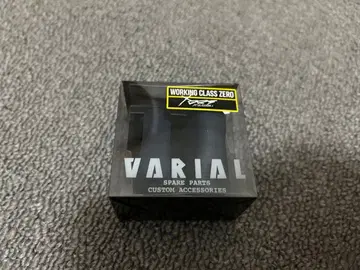 WORKING CLASS ZERO
VARIAL
SPARE PARTS
CUSTOM ACCESSORIES